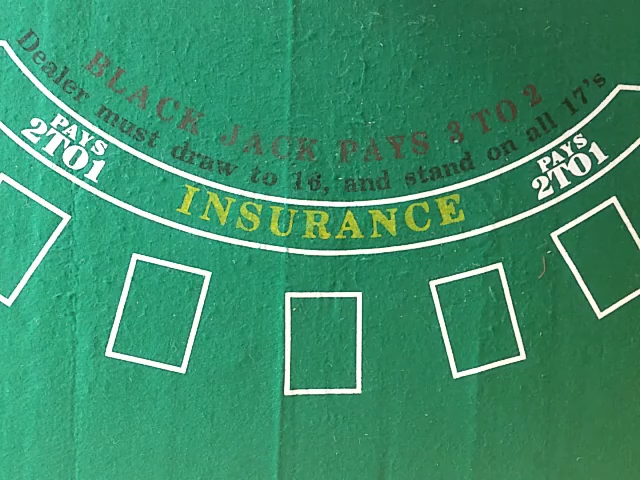 BLACK JACK PAYS 3 TO 2
Dealer must draw to 16, and stand on all 17's
PAYS
2TO1
INSURANCE
PAYS
2TO1